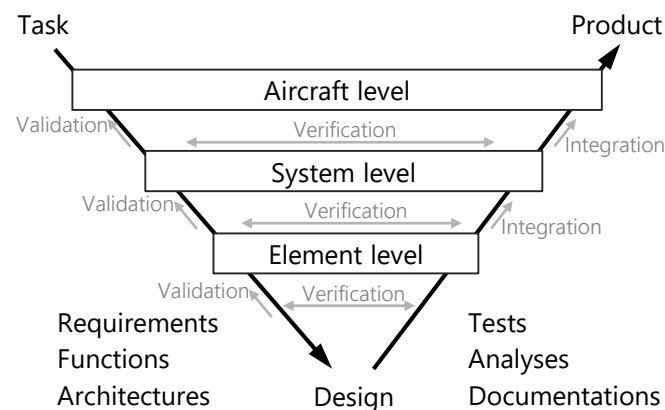 Task Product
Aircraft level
Validation Verification Integration
System level
Validation Verification Integration
Element level
Validation Verification
Requirements Tests
Functions Analyses
Architectures Design Documentations